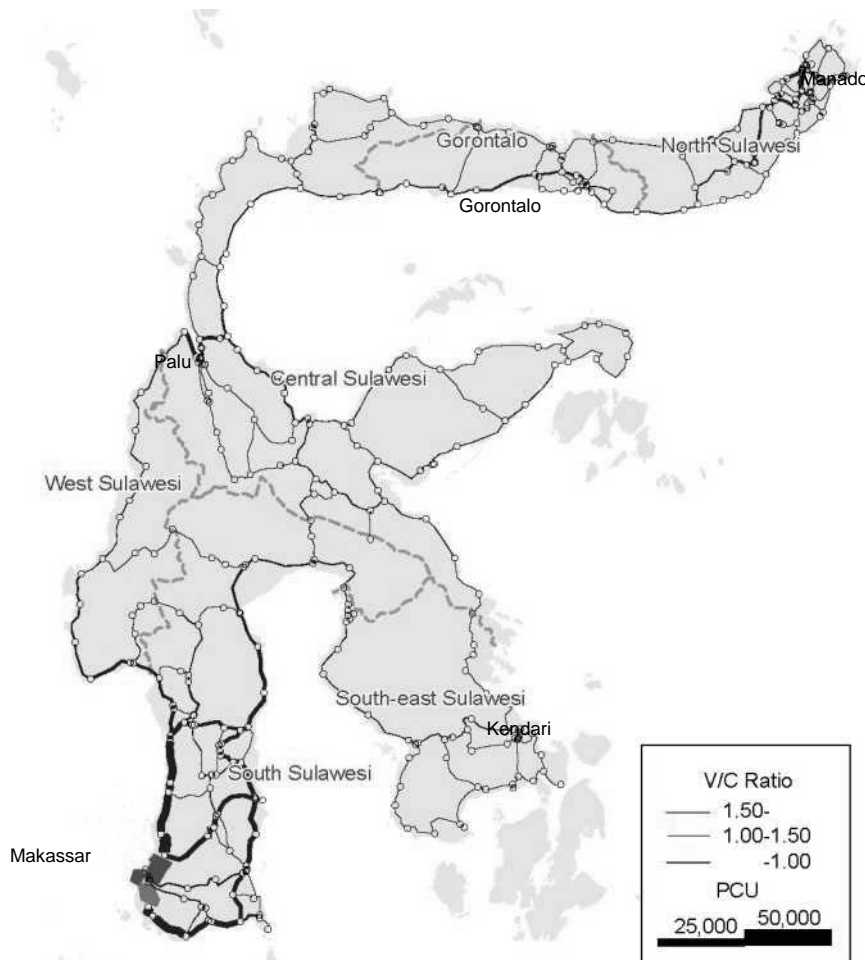 Manado
Gorontalo
North Sulawesi
Gorontalo
Palu
Central Sulawesi
West Sulawesi
South-east Sulawesi
Kendari
South Sulawesi
Makassar
V/C Ratio
1.50-
1.00-1.50
-1.00
PCU
25,000 50,000